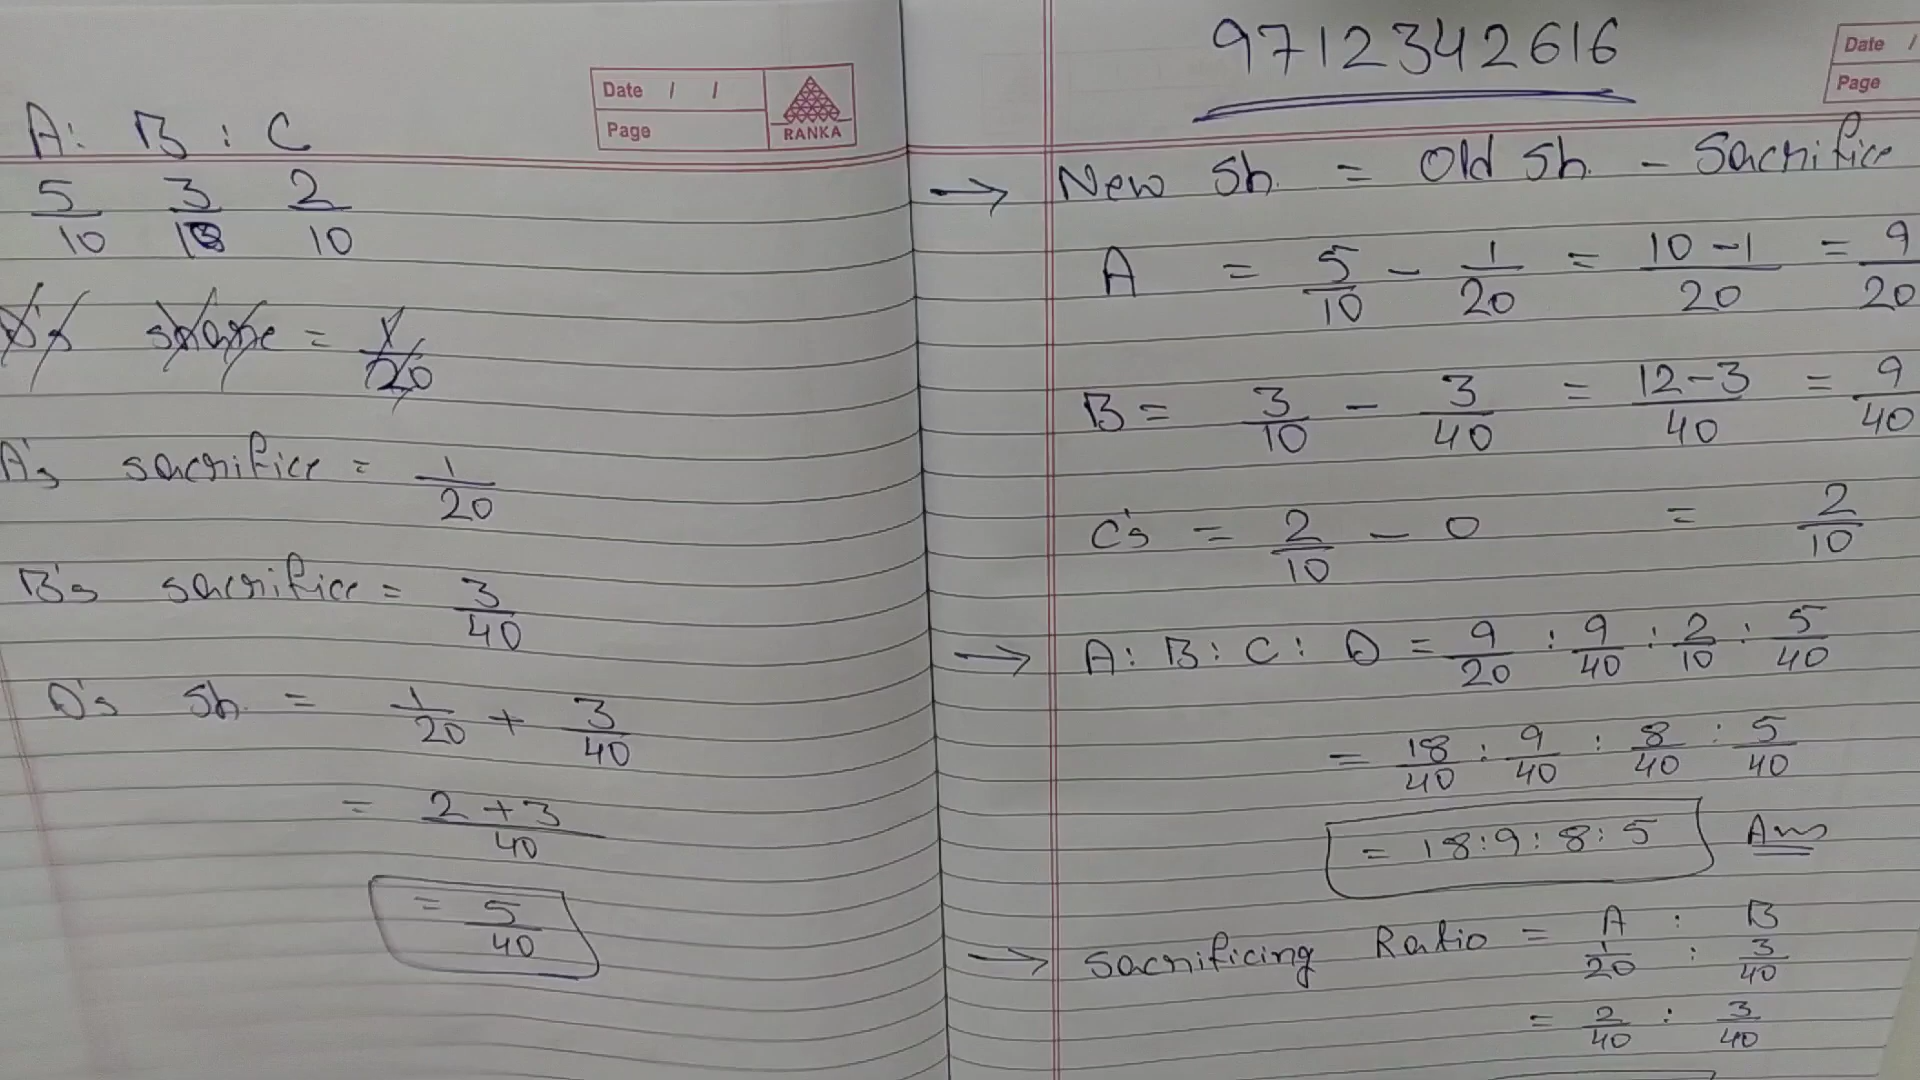 Date / /
Page
RANKA
A : B : C
5/10 3/10 2/10
D's share = 1/20
A's sacrifice = 1/20
B's sacrifice = 3/40
D's Sh. = 1/20 + 3/40
= 2+3/40
= 5/40
9712342616
Date /
Page
→ New Sh. = Old Sh. - Sacrifice
A = 5/10 - 1/20 = 10-1/20 = 9/20
B = 3/10 - 3/40 = 12-3/40 = 9/40
C's = 2/10 - 0 = 2/10
→ A : B : C : D = 9/20 : 9/40 : 2/10 : 5/40
= 18/40 : 9/40 : 8/40 : 5/40
= 18:9:8:5 Ans
→ Sacrificing Ratio = A : B
1/20 : 3/40
= 2/40 : 3/40